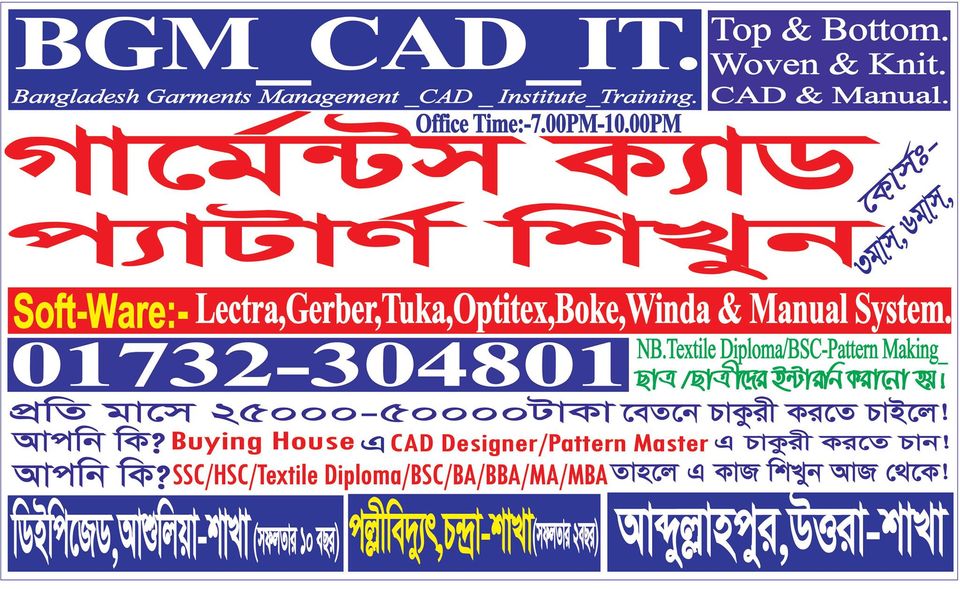 BGM_CAD_IT.
Bangladesh Garments Management _CAD _ Institute_Training.
Top & Bottom.
Woven & Knit.
CAD & Manual.
Office Time:-7.00PM-10.00PM
গার্মেন্টস ক্যাড
প্যাটার্ণ শিখুন
কোর্সঃ-
৩মাস,৬মাস,
Soft-Ware:- Lectra,Gerber,Tuka,Optitex,Boke,Winda & Manual System.
01732-304801
NB.Textile Diploma/BSC-Pattern Making_
ছাত্র /ছাত্রীদের ইন্টারনি করানো হয়।
প্রতি মাসে ২৫০০০-৫০০০০টাকা বেতনে চাকুরী করতে চাইলে!
আপনি কি? Buying House এ CAD Designer/Pattern Master এ চাকুরী করতে চান!
আপনি কি? SSC/HSC/Textile Diploma/BSC/BA/BBA/MA/MBA তাহলে এ কাজ শিখুন আজ থেকে!
ডিইপিজেড,আশুলিয়া-শাখা (সফলতার ১০ বছর)
পল্লীবিদ্যুৎ,চন্দ্রা-শাখা(সফলতার ২বছর)
আব্দুল্লাহপুর,উত্তরা-শাখা